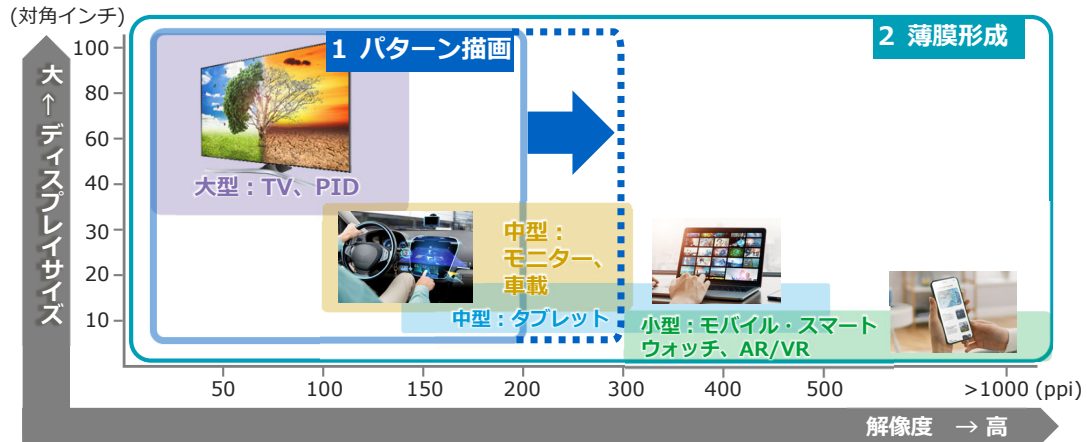 (対角インチ)
1 パターン描画
2 薄膜形成
大 ← ディスプレイサイズ
100
80
60
40
30
20
10
大型：TV、PID
中型：
モニター、
車載
中型：タブレット
小型：モバイル・スマート
ウォッチ、AR/VR
50 100 150 200 300 400 500 >1000 (ppi)
解像度 → 高